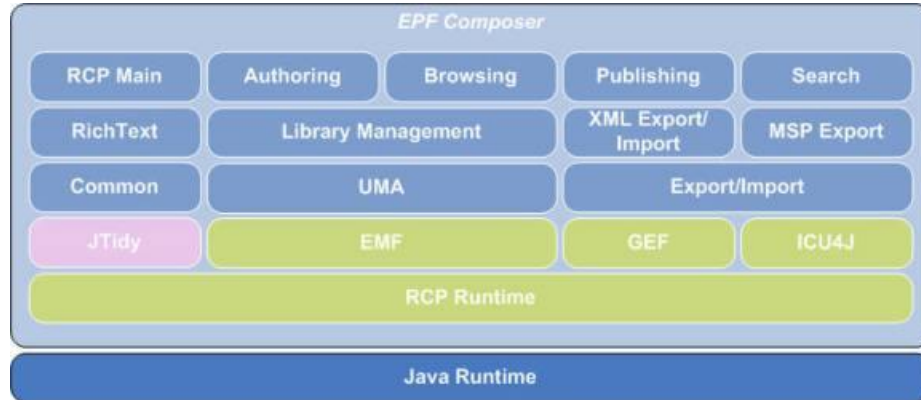 EPF Composer
RCP Main
Authoring
Browsing
Publishing
Search
RichText
Library Management
XML Export/
Import
MSP Export
Common
UMA
Export/Import
JTidy
EMF
GEF
ICU4J
RCP Runtime
Java Runtime